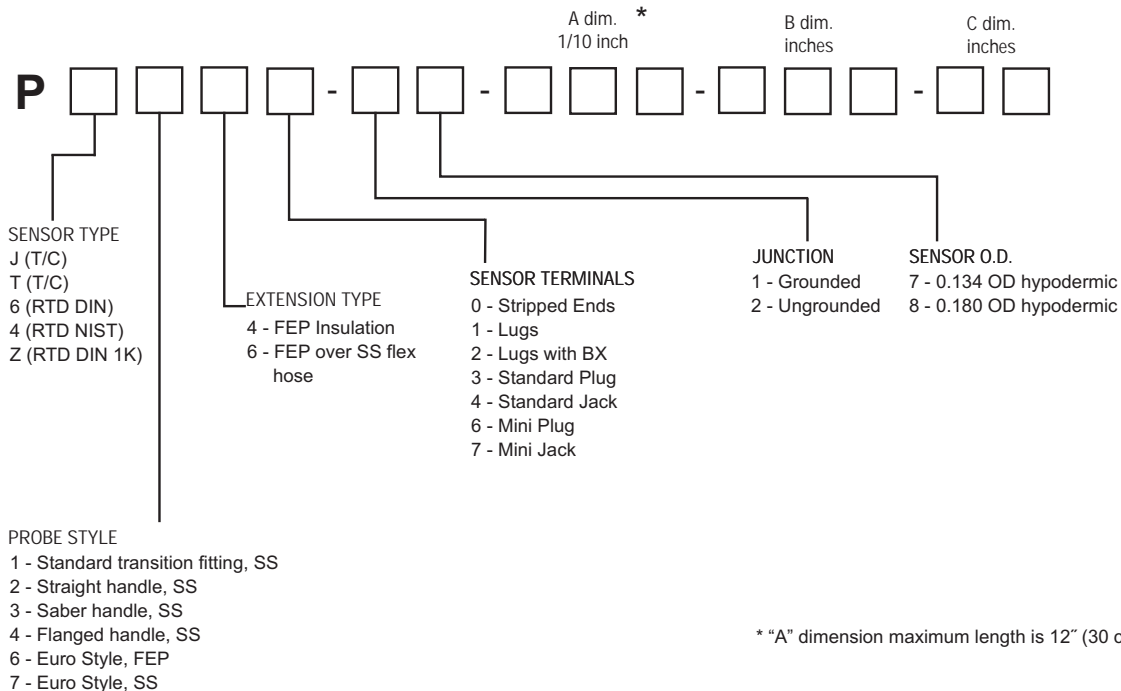 A dim. *
1/10 inch
B dim.
inches
C dim.
inches
P - - - -
SENSOR TYPE
J (T/C)
T (T/C)
6 (RTD DIN)
4 (RTD NIST)
Z (RTD DIN 1K)
EXTENSION TYPE
4 - FEP Insulation
6 - FEP over SS flex
hose
SENSOR TERMINALS
0 - Stripped Ends
1 - Lugs
2 - Lugs with BX
3 - Standard Plug
4 - Standard Jack
6 - Mini Plug
7 - Mini Jack
JUNCTION
1 - Grounded
2 - Ungrounded
SENSOR O.D.
7 - 0.134 OD hypodermic
8 - 0.180 OD hypodermic
PROBE STYLE
1 - Standard transition fitting, SS
2 - Straight handle, SS
3 - Saber handle, SS
4 - Flanged handle, SS
6 - Euro Style, FEP
7 - Euro Style, SS
* “A” dimension maximum length is 12˝ (30 c